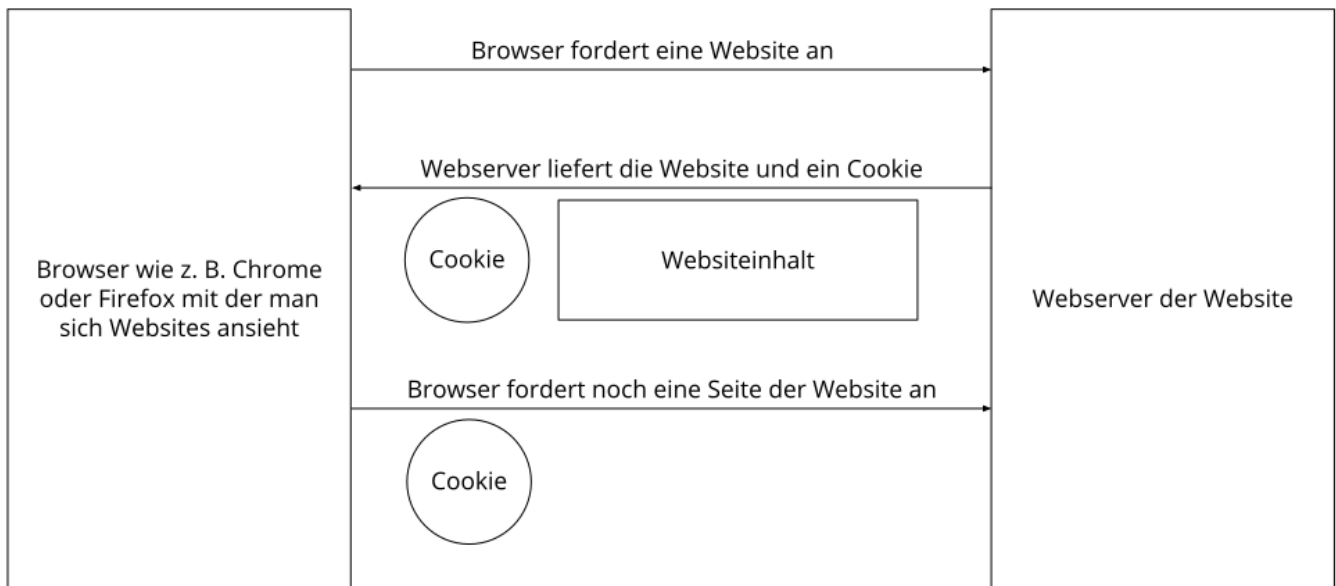 Browser fordert eine Website an
Webserver liefert die Website und ein Cookie
Cookie
Websiteinhalt
Browser wie z. B. Chrome
oder Firefox mit der man
sich Websites ansieht
Webserver der Website
Browser fordert noch eine Seite der Website an
Cookie